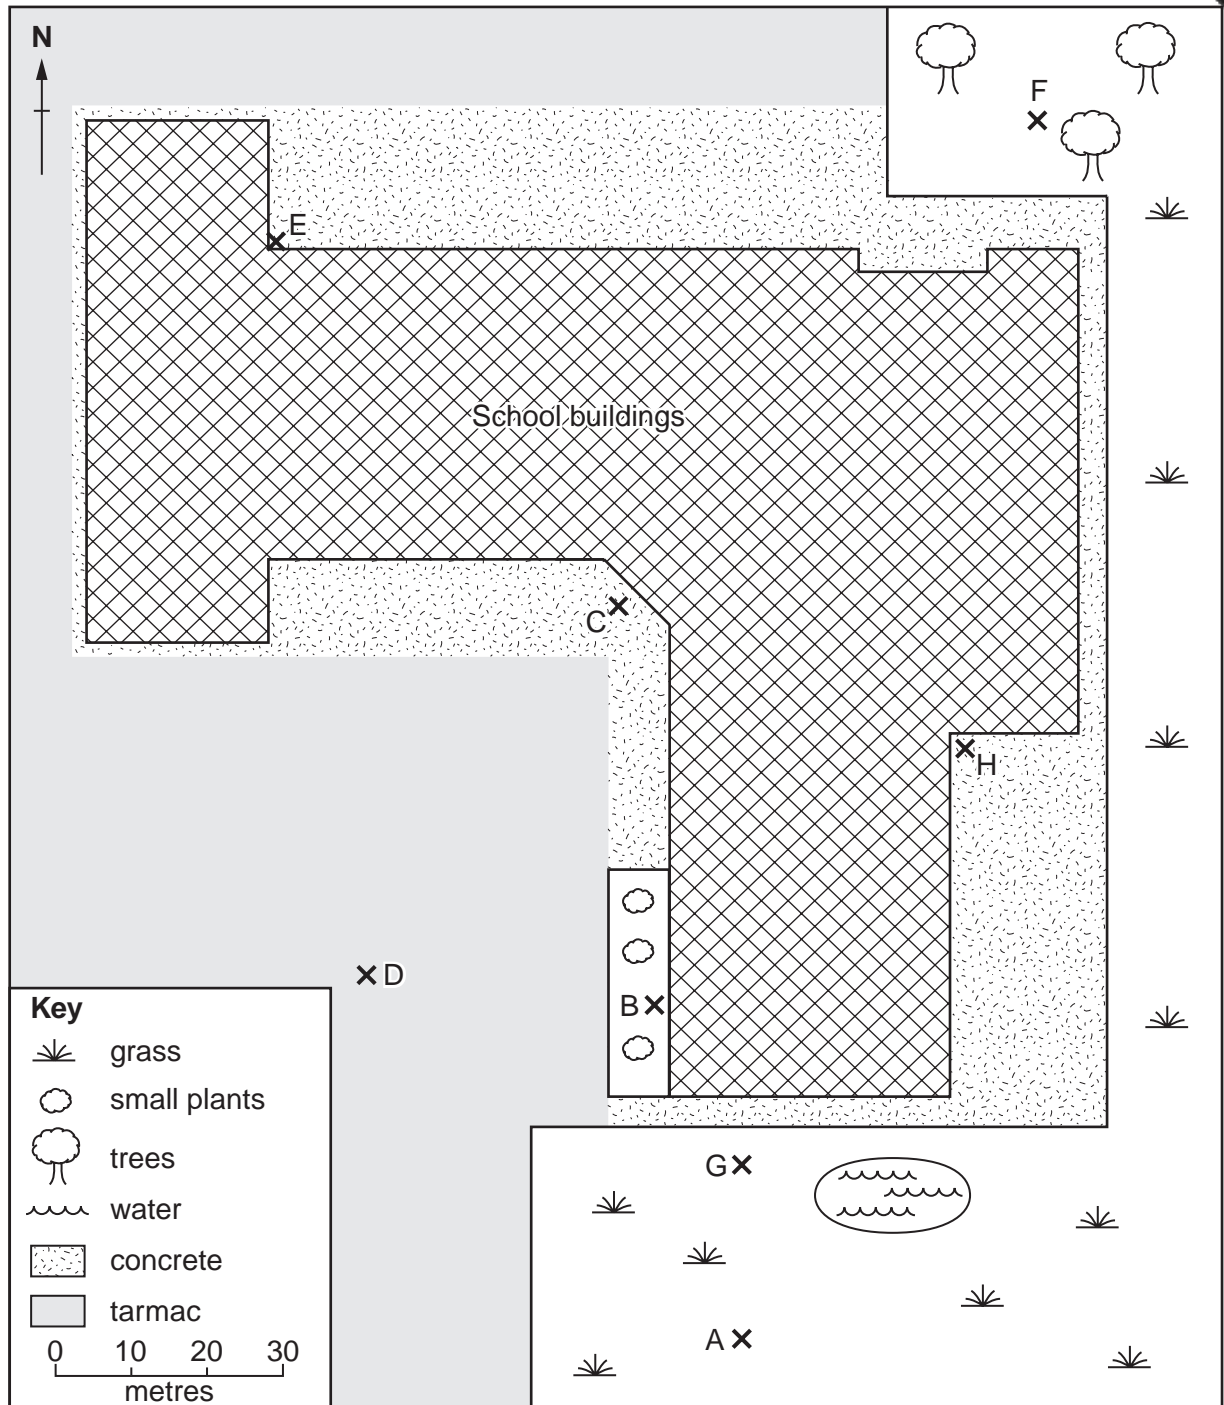 N
F
E
School buildings
C
H
D
B
Key
grass
small plants
trees
water
concrete
tarmac
0 10 20 30
metres
G
A